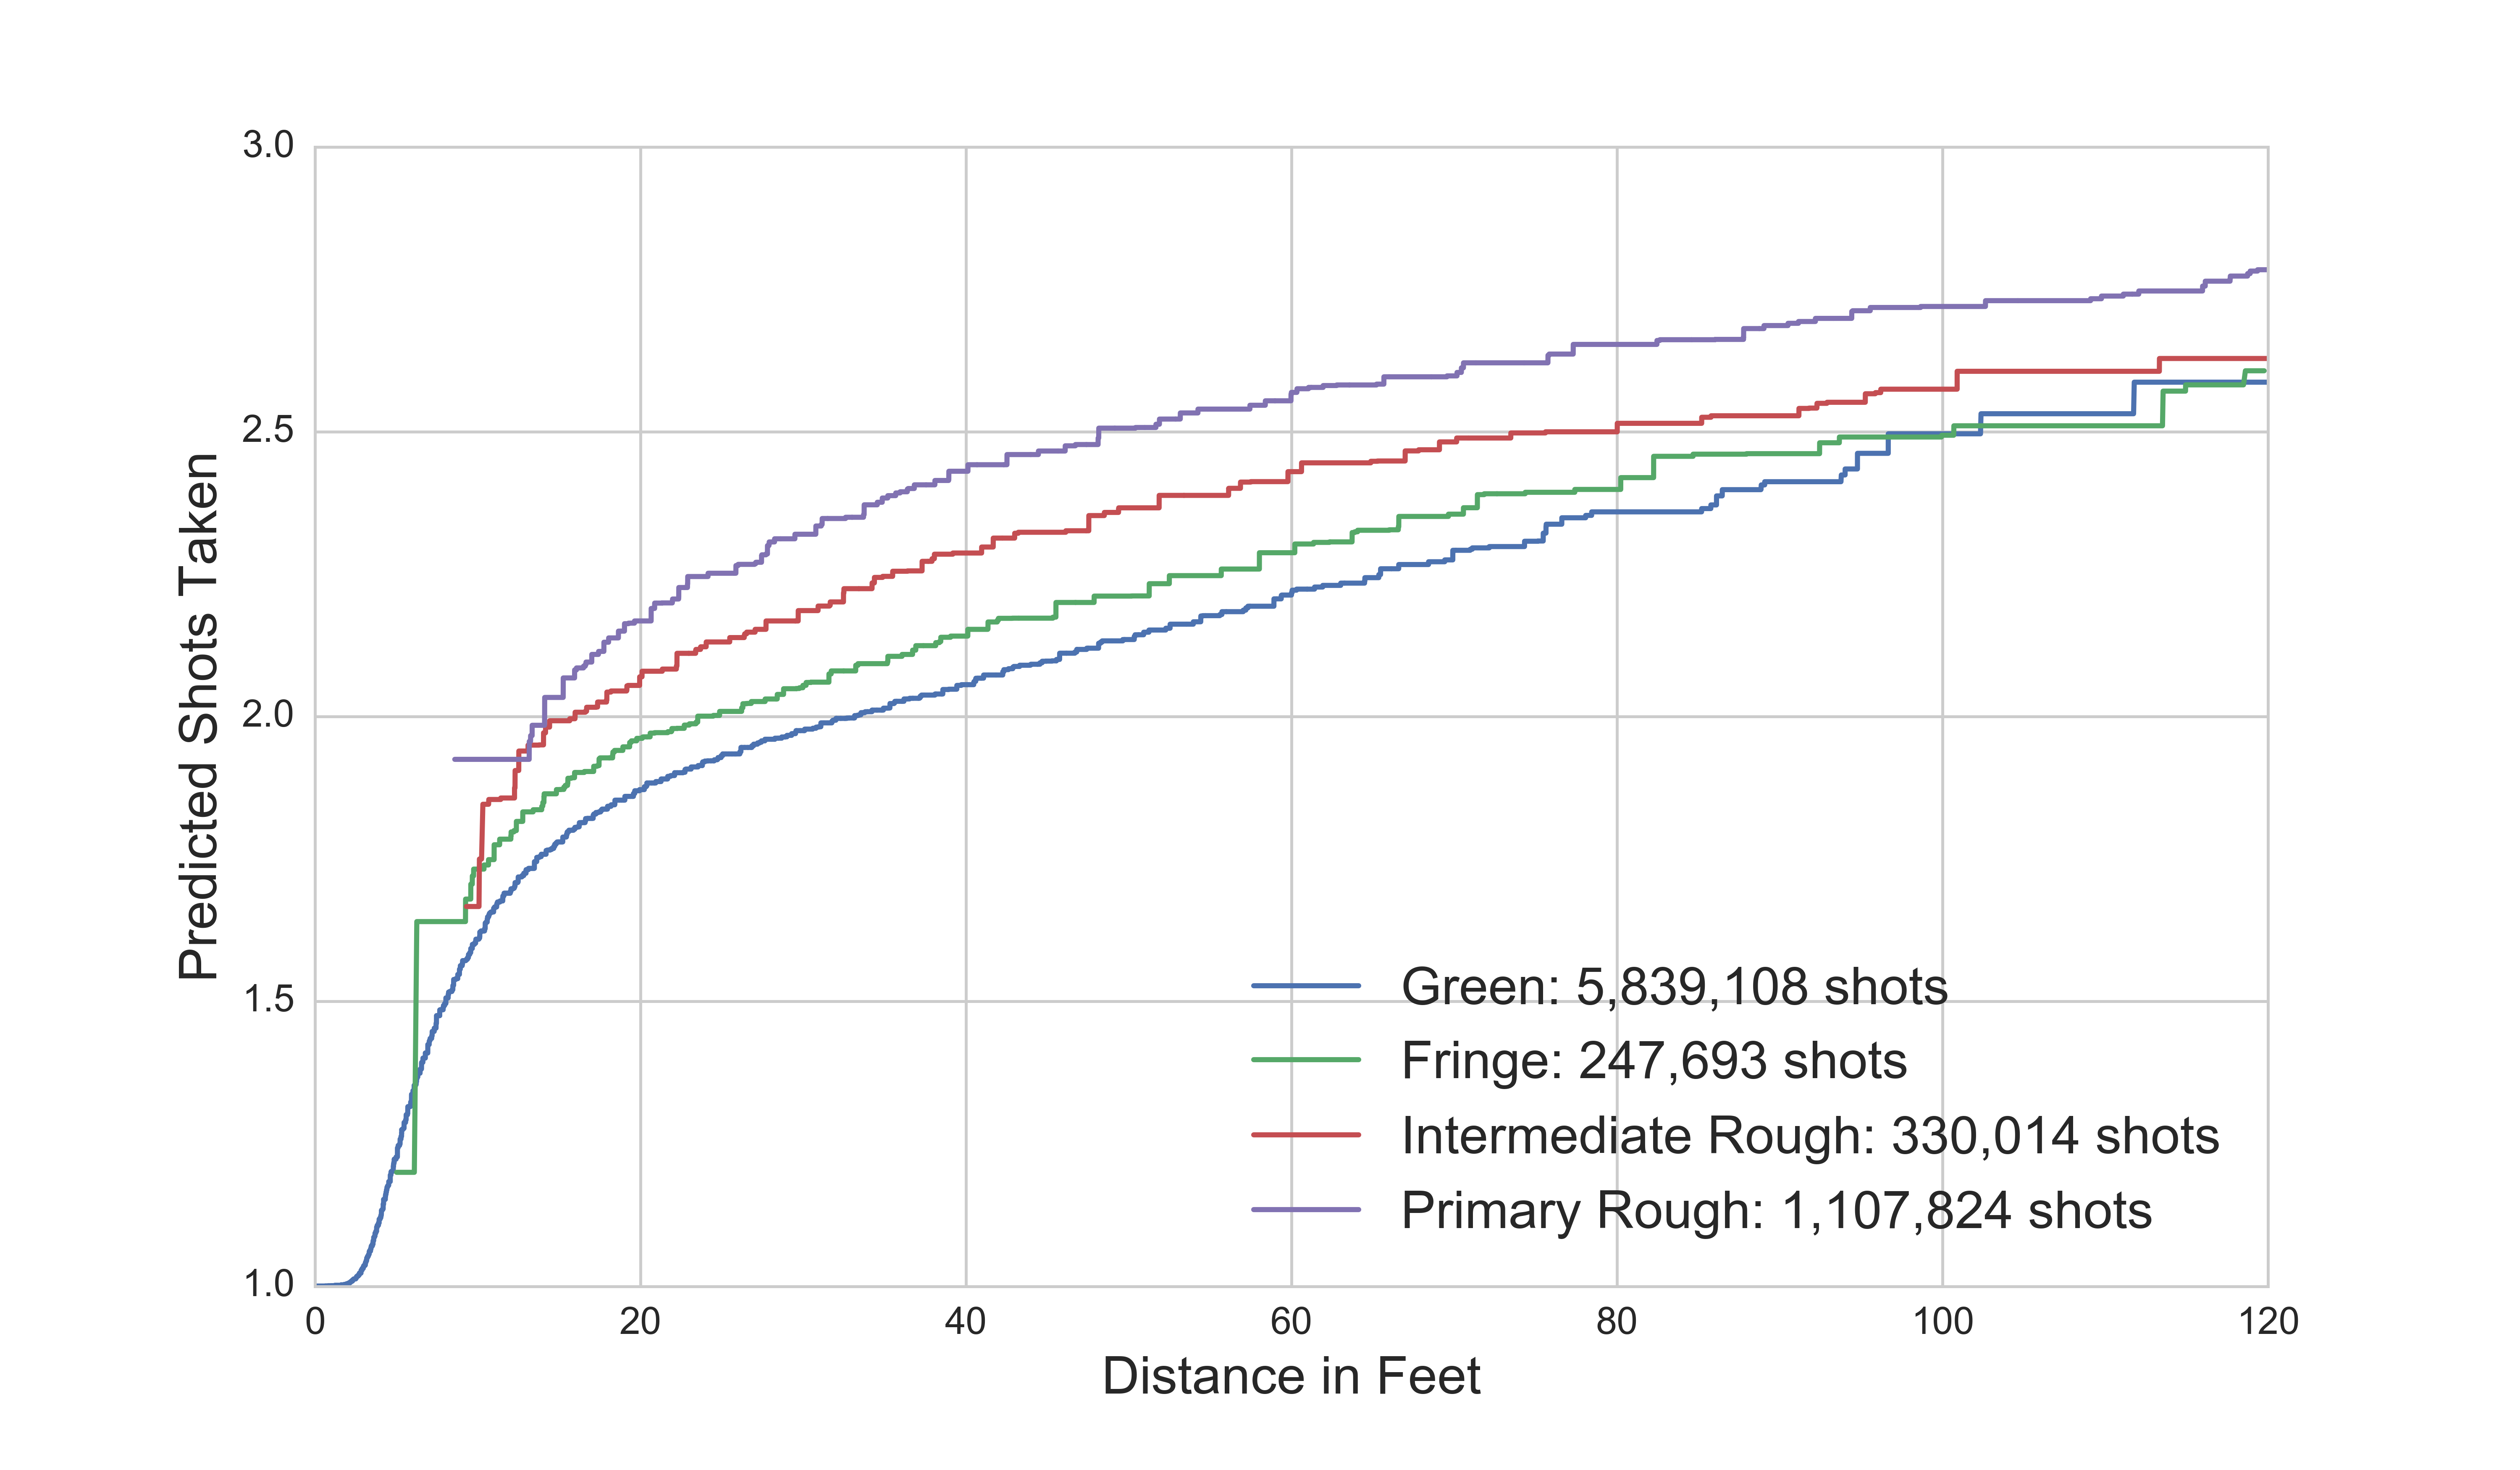 3.0
2.5
2.0
1.5
1.0
Predicted Shots Taken
Green: 5,839,108 shots
Fringe: 247,693 shots
Intermediate Rough: 330,014 shots
Primary Rough: 1,107,824 shots
0 20 40 60 80 100 120
Distance in Feet